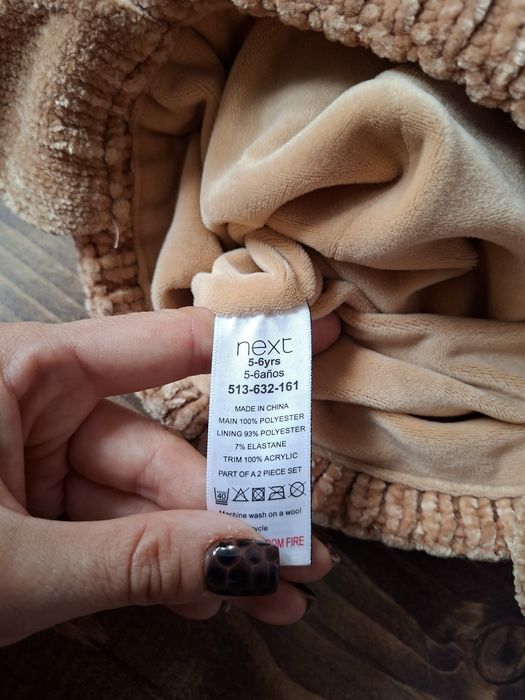 next
5-6yrs
5-6años
513-632-161
MADE IN CHINA
MAIN 100% POLYESTER
LINING 93% POLYESTER
7% ELASTANE
TRIM 100% ACRYLIC
PART OF A 2 PIECE SET
40
Machine wash on a wool
cycle
FIRE